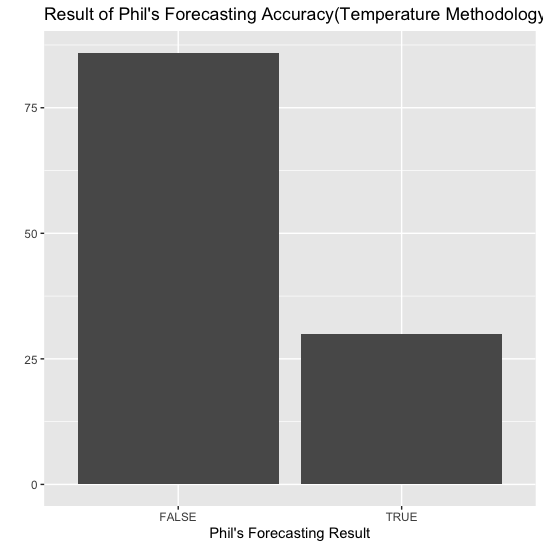 Result of Phil's Forecasting Accuracy(Temperature Methodology
75
50
25
0
FALSE TRUE
Phil's Forecasting Result